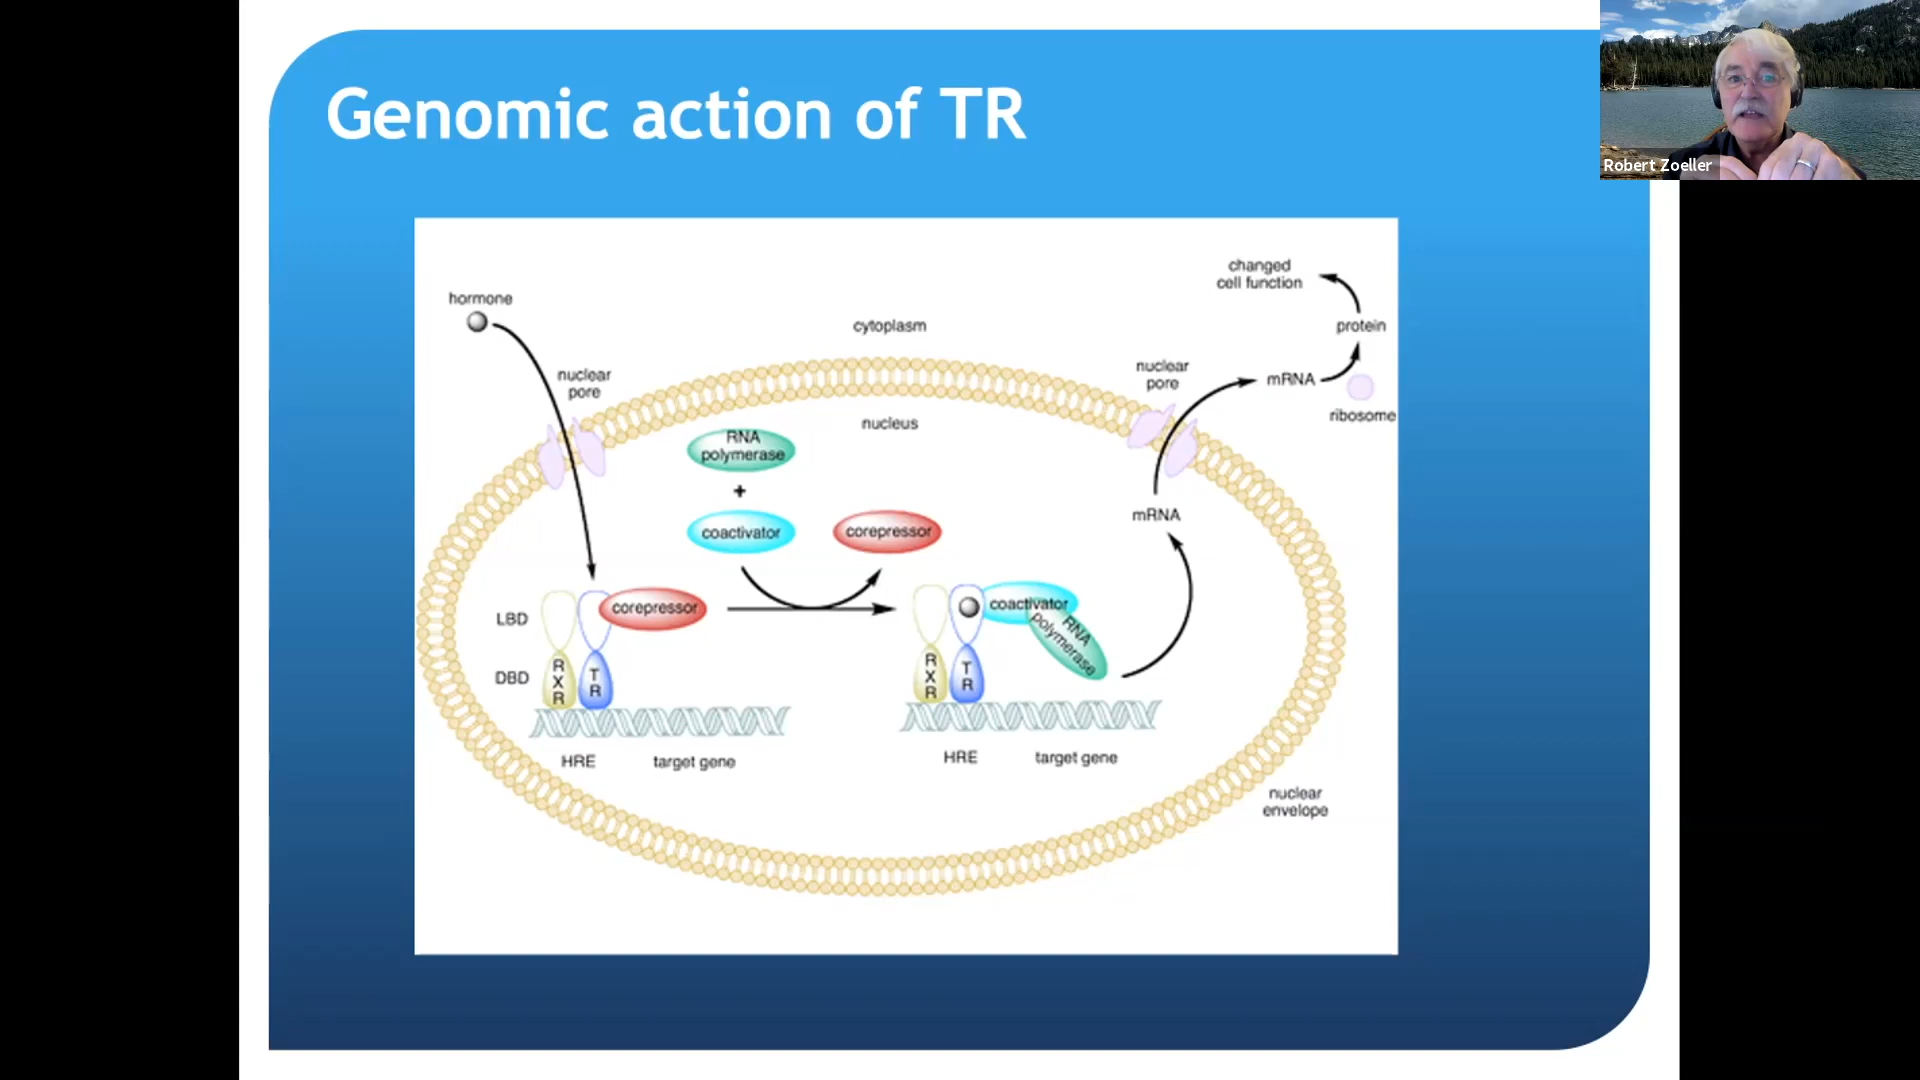 Genomic action of TR
Robert Zoeller
hormone
changed
cell function
cytoplasm
protein
nuclear
pore
nuclear
pore
mRNA
ribosome
nucleus
RNA
polymerase
+
coactivator
corepressor
mRNA
LBD
corepressor
coactivator
RNA
polymerase
DBD
RXR
TR
RXR
TR
HRE
target gene
HRE
target gene
nuclear
envelope